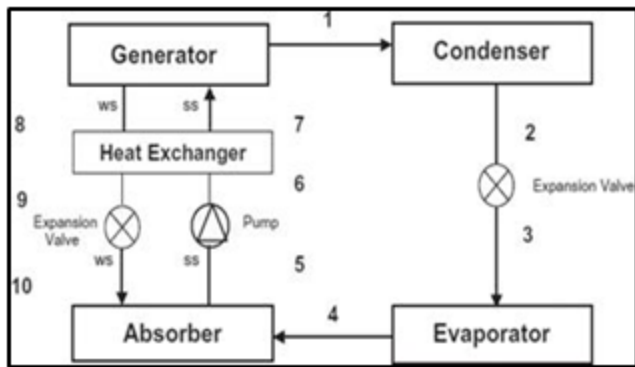 1
Generator
Condenser
ws
ss
8
7
2
Heat Exchanger
6
Expansion Valve
9
Expansion
Valve
Pump
3
ws
ss
5
10
4
Absorber
Evaporator